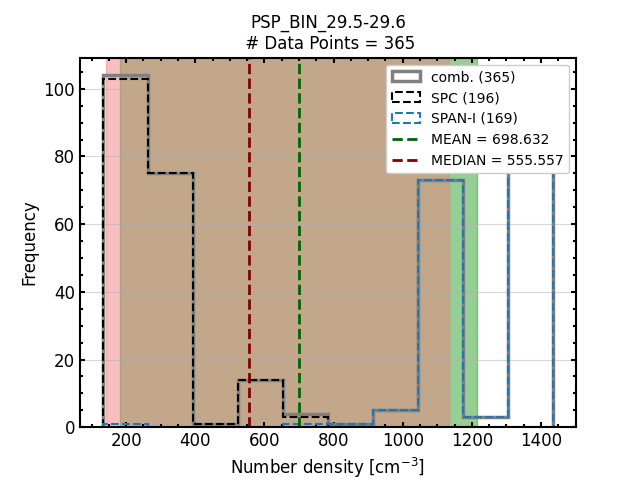 PSP_BIN_29.5-29.6
# Data Points = 365
comb. (365)
SPC (196)
SPAN-I (169)
MEAN = 698.632
MEDIAN = 555.557
Frequency
100
80
60
40
20
0
200 400 600 800 1000 1200 1400
Number density [cm⁻³]